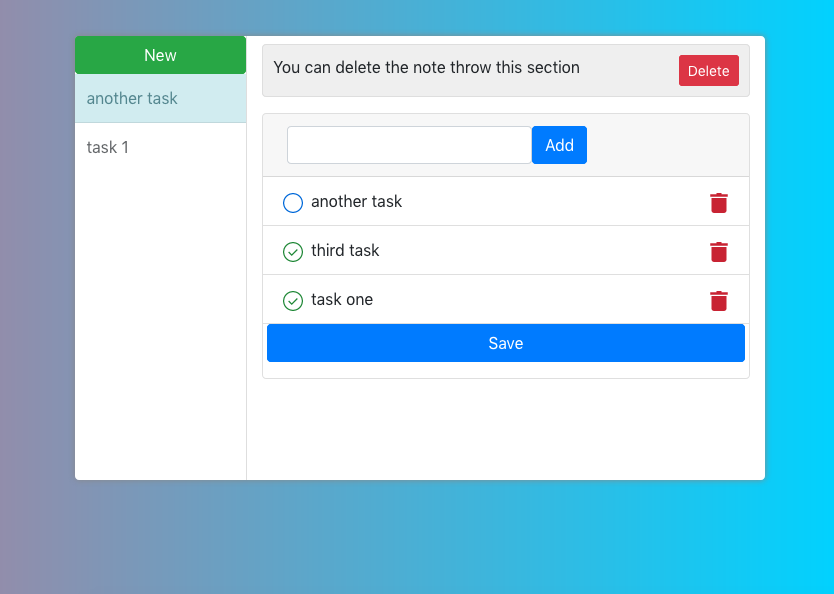 New
another task
task 1
You can delete the note throw this section
Delete
Add
another task
third task
task one
Save